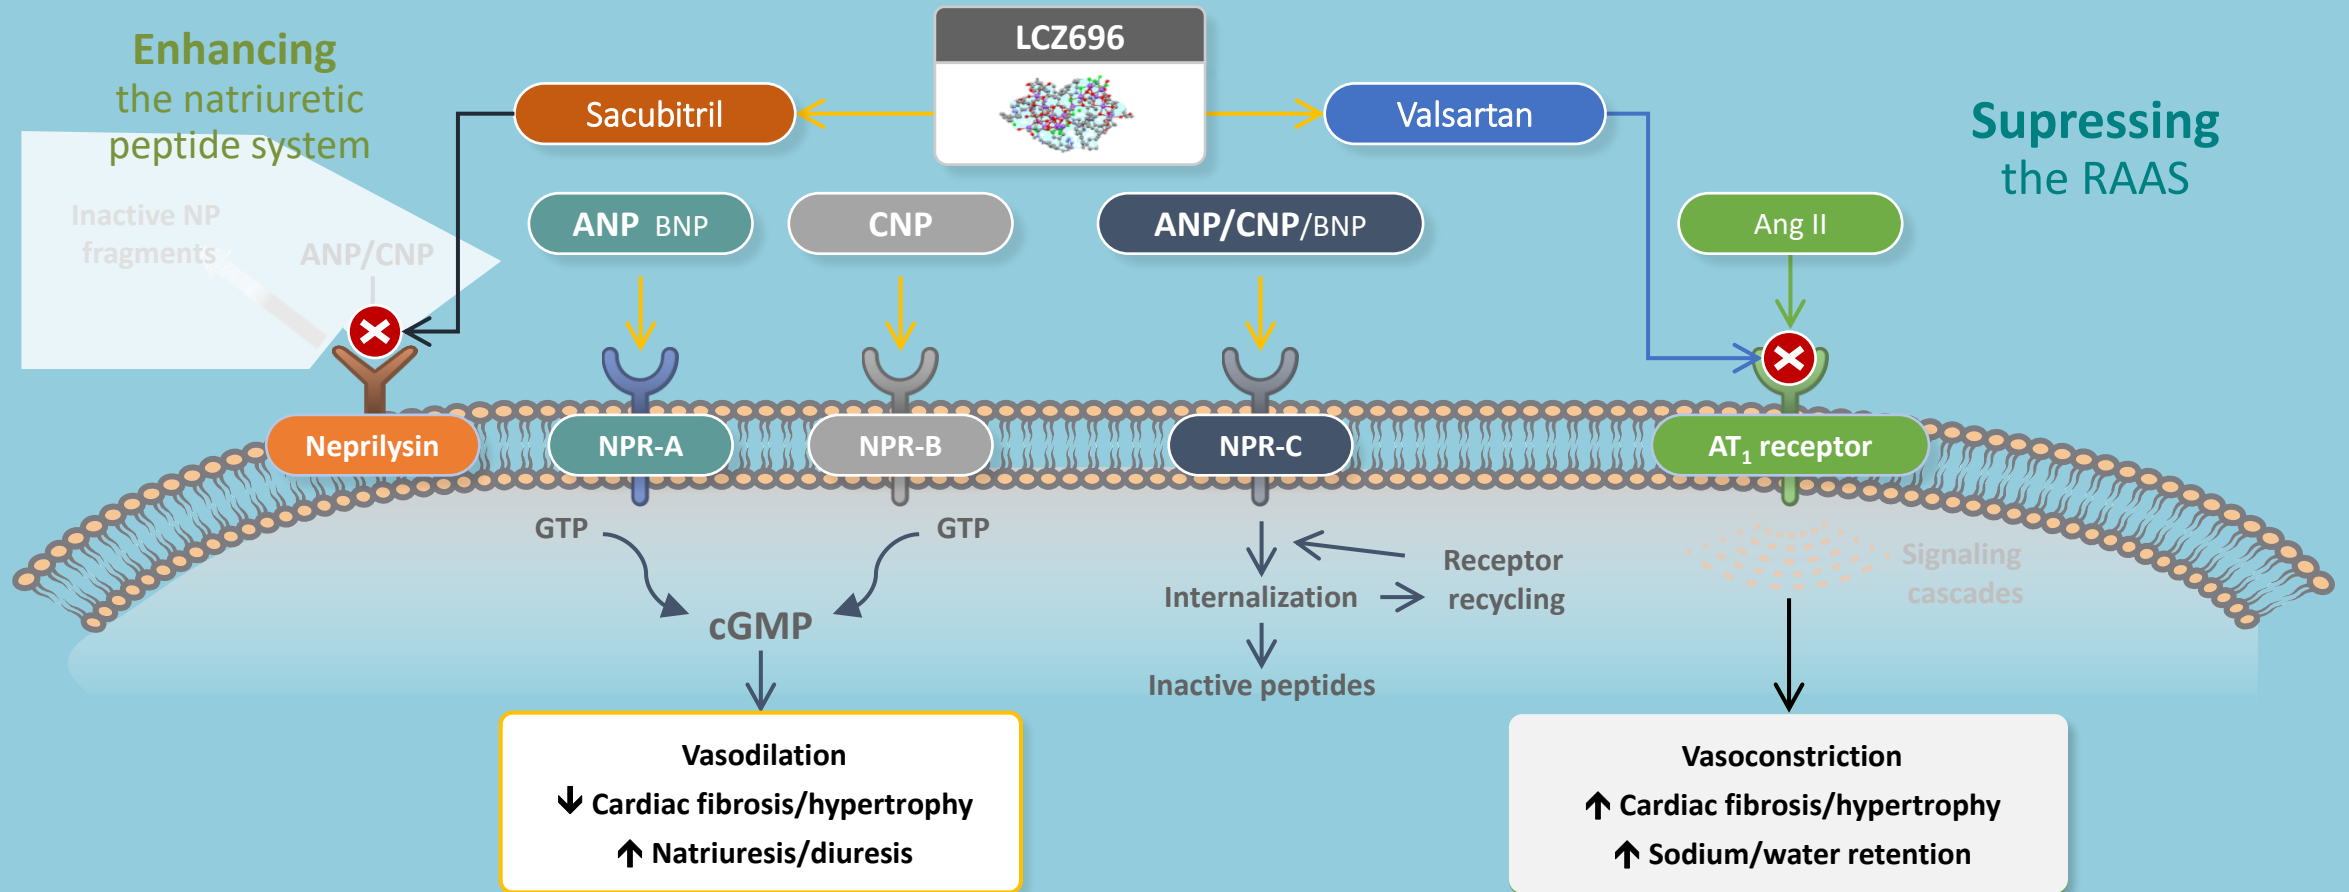 LCZ696
Enhancing
the natriuretic
peptide system
Sacubitril
Valsartan
Supressing
the RAAS
Inactive NP
fragments
ANP/CNP
ANP BNP
CNP
ANP/CNP/BNP
Ang II
Neprilysin
NPR-A
NPR-B
NPR-C
AT₁ receptor
GTP
GTP
cGMP
Internalization
Receptor
recycling
Inactive peptides
Signaling
cascades
Vasodilation
↓ Cardiac fibrosis/hypertrophy
↑ Natriuresis/diuresis
Vasoconstriction
↑ Cardiac fibrosis/hypertrophy
↑ Sodium/water retention